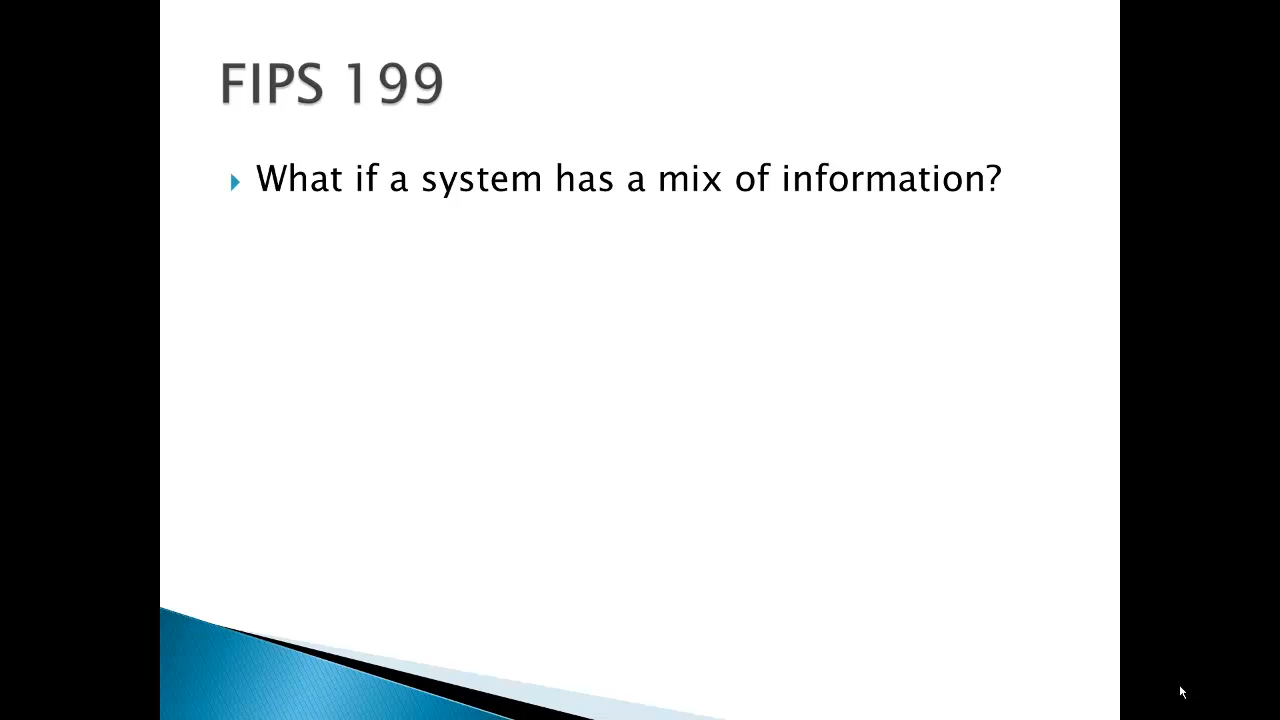 FIPS 199
What if a system has a mix of information?